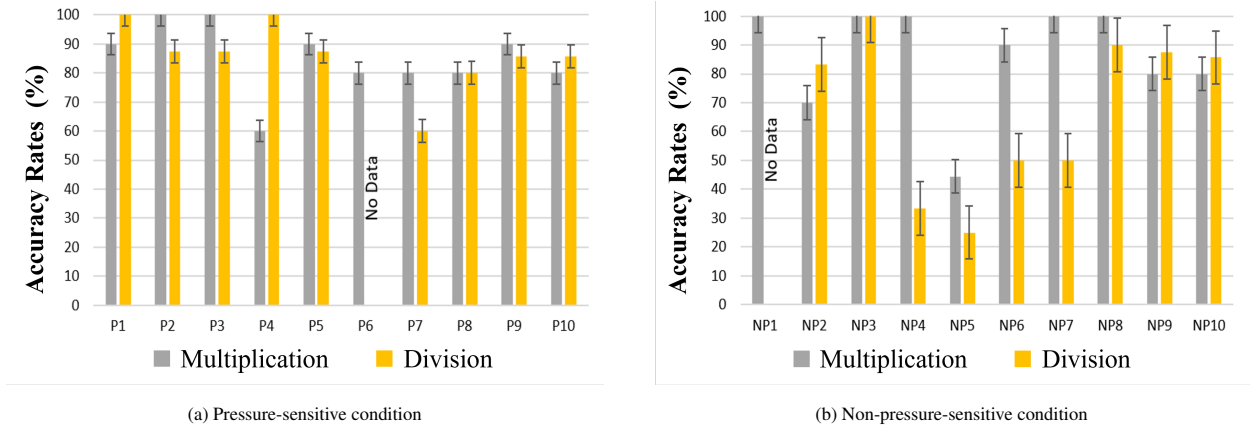 Accuracy Rates (%)
100
90
80
70
60
50
40
30
20
10
0
No Data
P1 P2 P3 P4 P5 P6 P7 P8 P9 P10
Multiplication Division
(a) Pressure-sensitive condition
Accuracy Rates (%)
100
90
80
70
60
50
40
30
20
10
0
No Data
NP1 NP2 NP3 NP4 NP5 NP6 NP7 NP8 NP9 NP10
Multiplication Division
(b) Non-pressure-sensitive condition